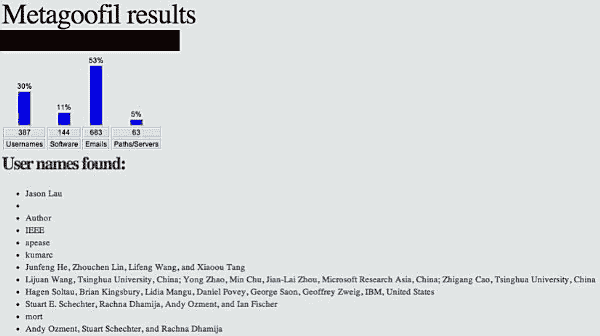 Metagoofil results
53%
30%
11%
5%
387 144 663 63
Usernames Software Emails Paths/Servers
User names found:
Jason Lau
Author
IEEE
apease
kumarc
Junfeng He, Zhouchen Lin, Lifeng Wang, and Xiaoou Tang
Lijuan Wang, Tsinghua University, China; Yong Zhao, Min Chu, Jian-Lai Zhou, Microsoft Research Asia, China; Zhigang Cao, Tsinghua University, China
Hagen Soltau, Brian Kingsbury, Lidia Mangu, Daniel Povey, George Saon, Geoffrey Zweig, IBM, United States
Stuart E. Schechter, Rachna Dhamija, Andy Ozment, and Ian Fischer
mort
Andy Ozment, Stuart Schechter, and Rachna Dhamija